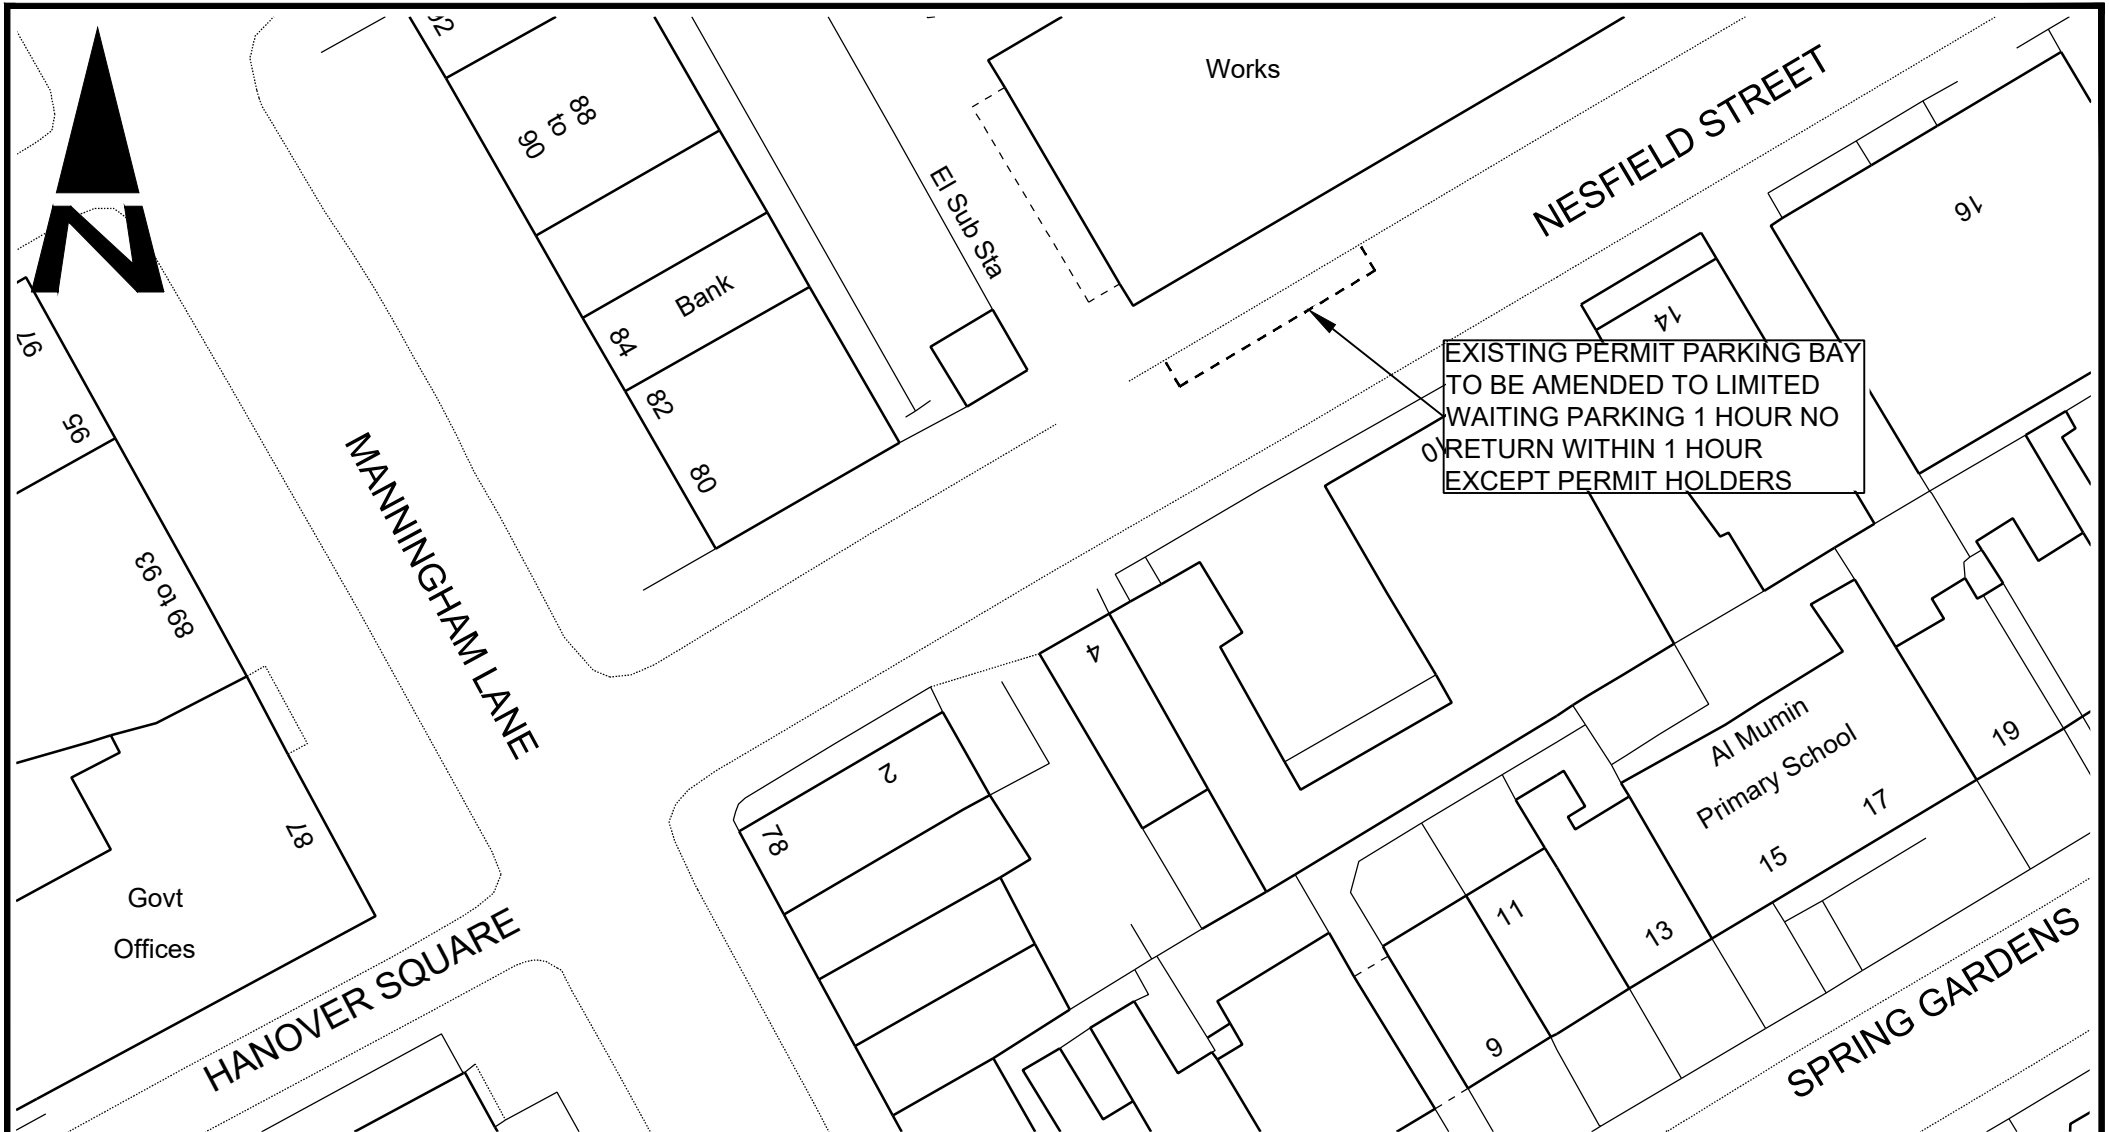 92
Works
88
to
90
NESFIELD STREET
16
N
El Sub Sta
Bank
84
14
97
82
95
80
EXISTING PERMIT PARKING BAY
TO BE AMENDED TO LIMITED
WAITING PARKING 1 HOUR NO
RETURN WITHIN 1 HOUR
EXCEPT PERMIT HOLDERS
10
MANNINGHAM LANE
89 to 93
4
Al Mumin
Primary School
19
2
78
17
87
15
Govt
Offices
11
13
HANOVER SQUARE
9
SPRING GARDENS